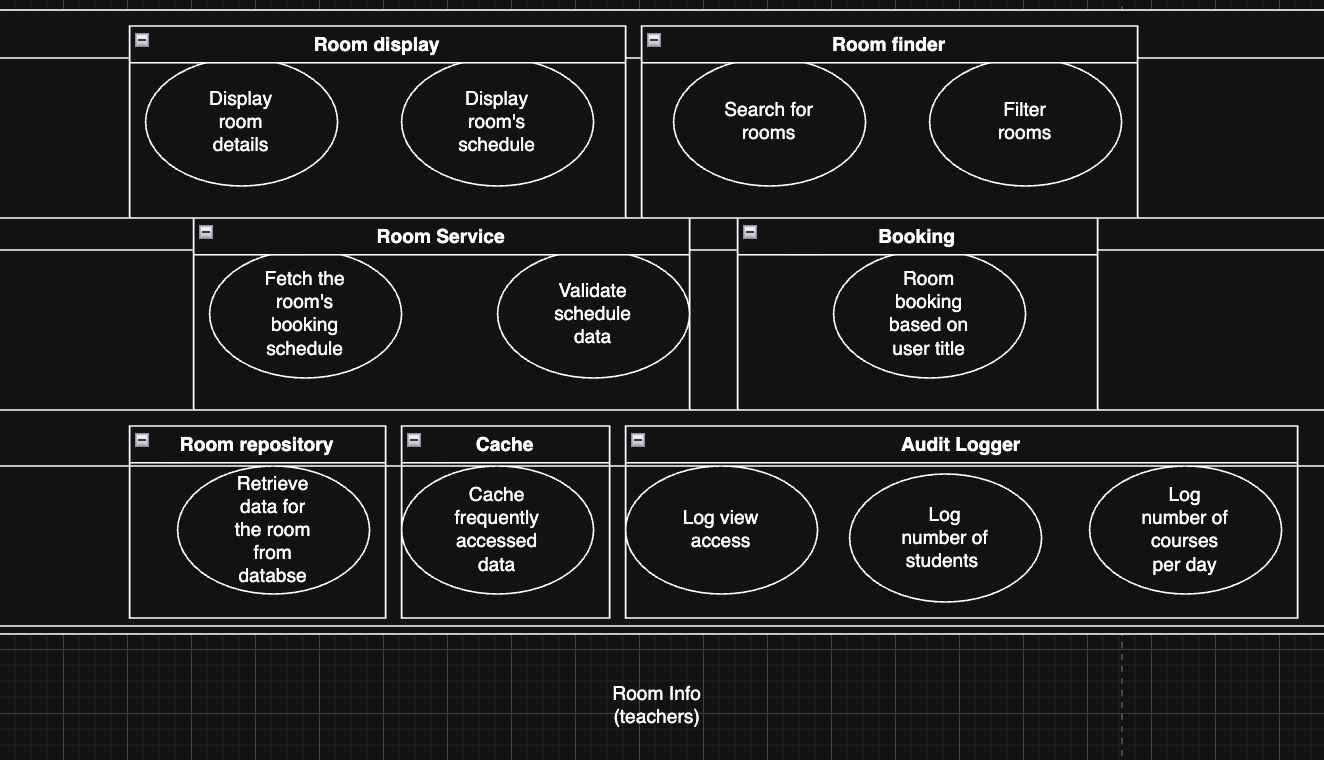 Room display
Room finder
Display
room
details
Display
room's
schedule
Search for
rooms
Filter
rooms
Room Service
Booking
Fetch the
room's
booking
schedule
Validate
schedule
data
Room
booking
based on
user title
Room repository
Cache
Audit Logger
Retrieve
data for
the room
from
databse
Cache
frequently
accessed
data
Log view
access
Log
number of
students
Log
number of
courses
per day
Room Info
(teachers)